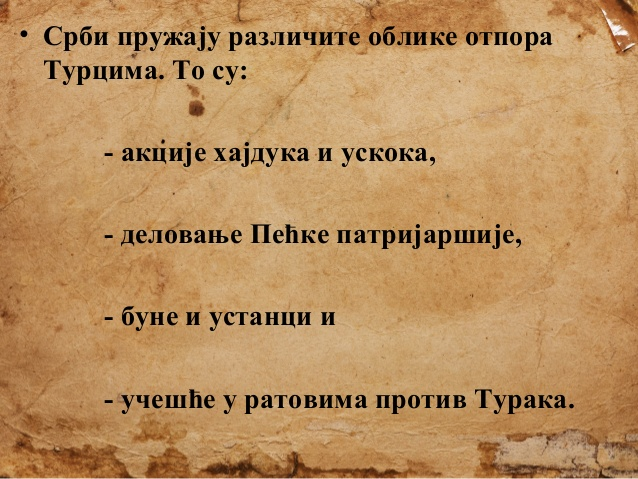 • Срби пружају различите облике отпора
Турцима. То су:
- акције хајдука и ускока,
- деловање Пећке патријаршије,
- буне и устанци и
- учешће у ратовима против Турака.